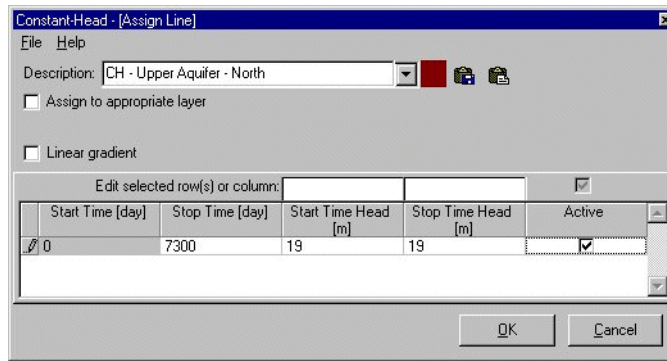 Constant-Head - [Assign Line]
File Help
Description: CH - Upper Aquifer - North
Assign to appropriate layer
Linear gradient
Edit selected row(s) or column:
Start Time [day] Stop Time [day] Start Time Head [m] Stop Time Head [m] Active
0 7300 19 19
OK Cancel